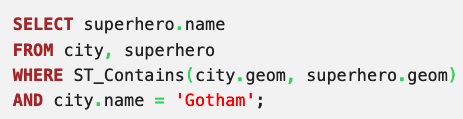 SELECT superhero.name
FROM city, superhero
WHERE ST_Contains(city.geom, superhero.geom)
AND city.name = 'Gotham';